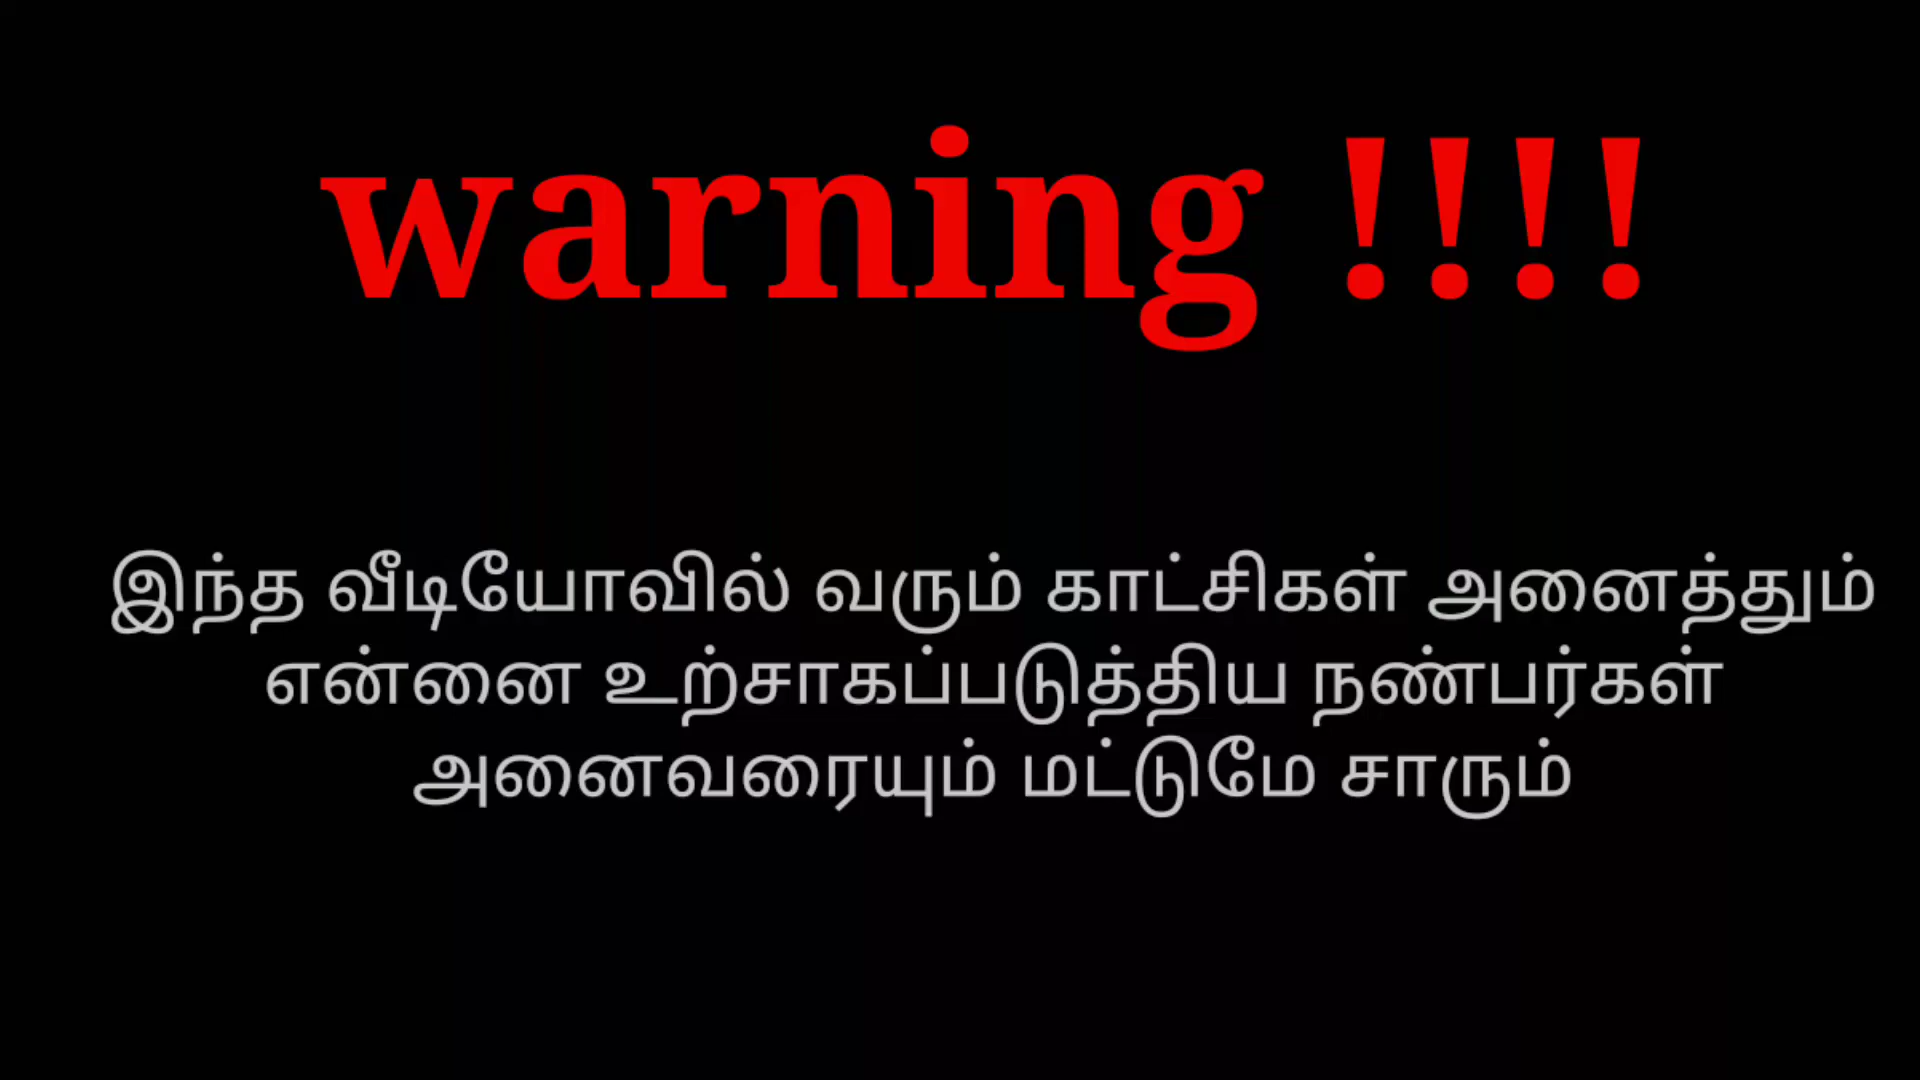 warning !!!!
இந்த வீடியோவில் வரும் காட்சிகள் அனைத்தும்
என்னை உற்சாகப்படுத்திய நண்பர்கள்
அனைவரையும் மட்டுமே சாரும்